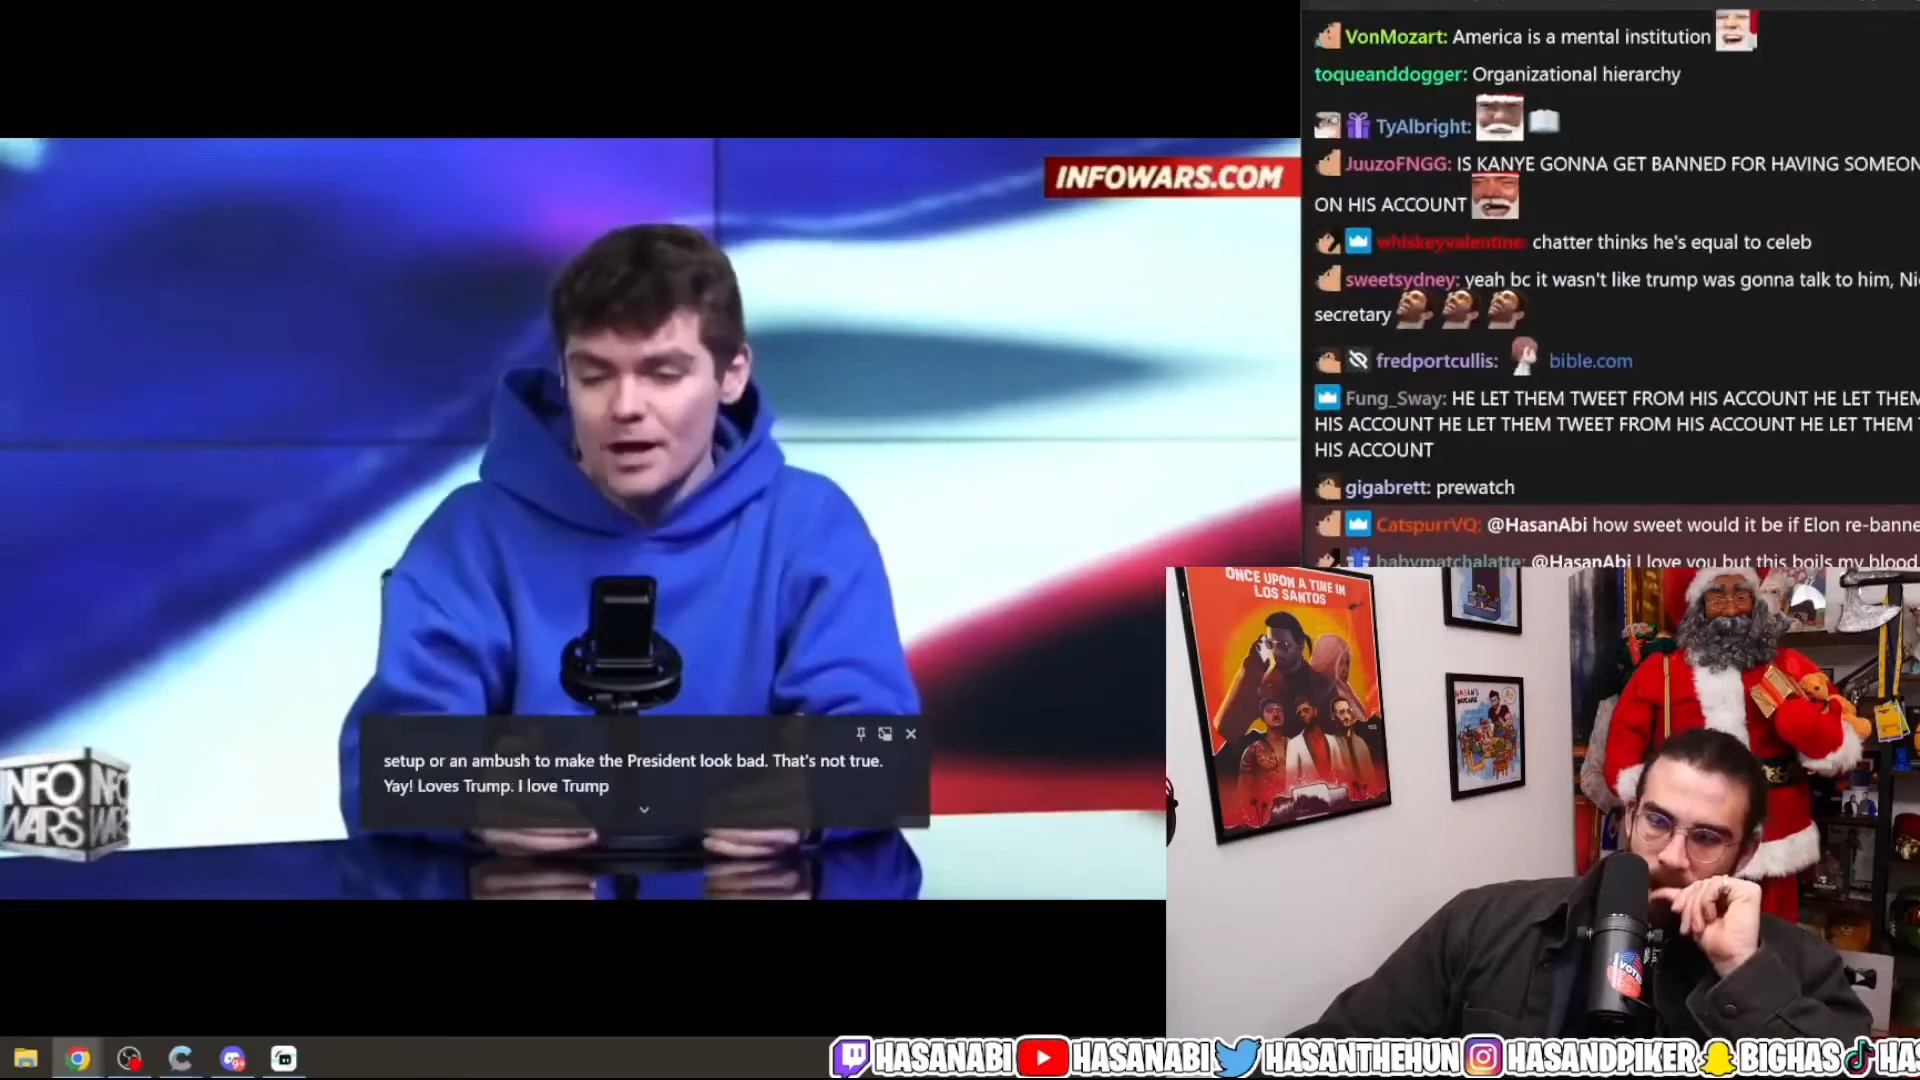 INFOWARS.COM
setup or an ambush to make the President look bad. That's not true.
Yay! Loves Trump. I love Trump
INFO
WARS
VonMozart: America is a mental institution
toqueanddogger: Organizational hierarchy
TyAlbright:
JuuzoFNGG: IS KANYE GONNA GET BANNED FOR HAVING
ON HIS ACCOUNT
whiskeyvalentine: chatter thinks he's equal to celeb
sweetsydney: yeah bc it wasn't like trump was gonna talk to him,
secretary
fredportcullis: bible.com
Fung_Sway: HE LET THEM TWEET FROM HIS ACCOUNT HE LET THEM
HIS ACCOUNT HE LET THEM TWEET FROM HIS ACCOUNT HE LET THEM
HIS ACCOUNT
gigabrett: prewatch
CatspurrVQ: @HasanAbi how sweet would it be if Elon
babymatchalatte: @HasanAbi I love you but this boils my blood
ONCE UPON A TIME IN
LOS SANTOS
VOTE
HASANABI HASANABI HASANTHEHUN HASANDPIKER BIGHAS HAS